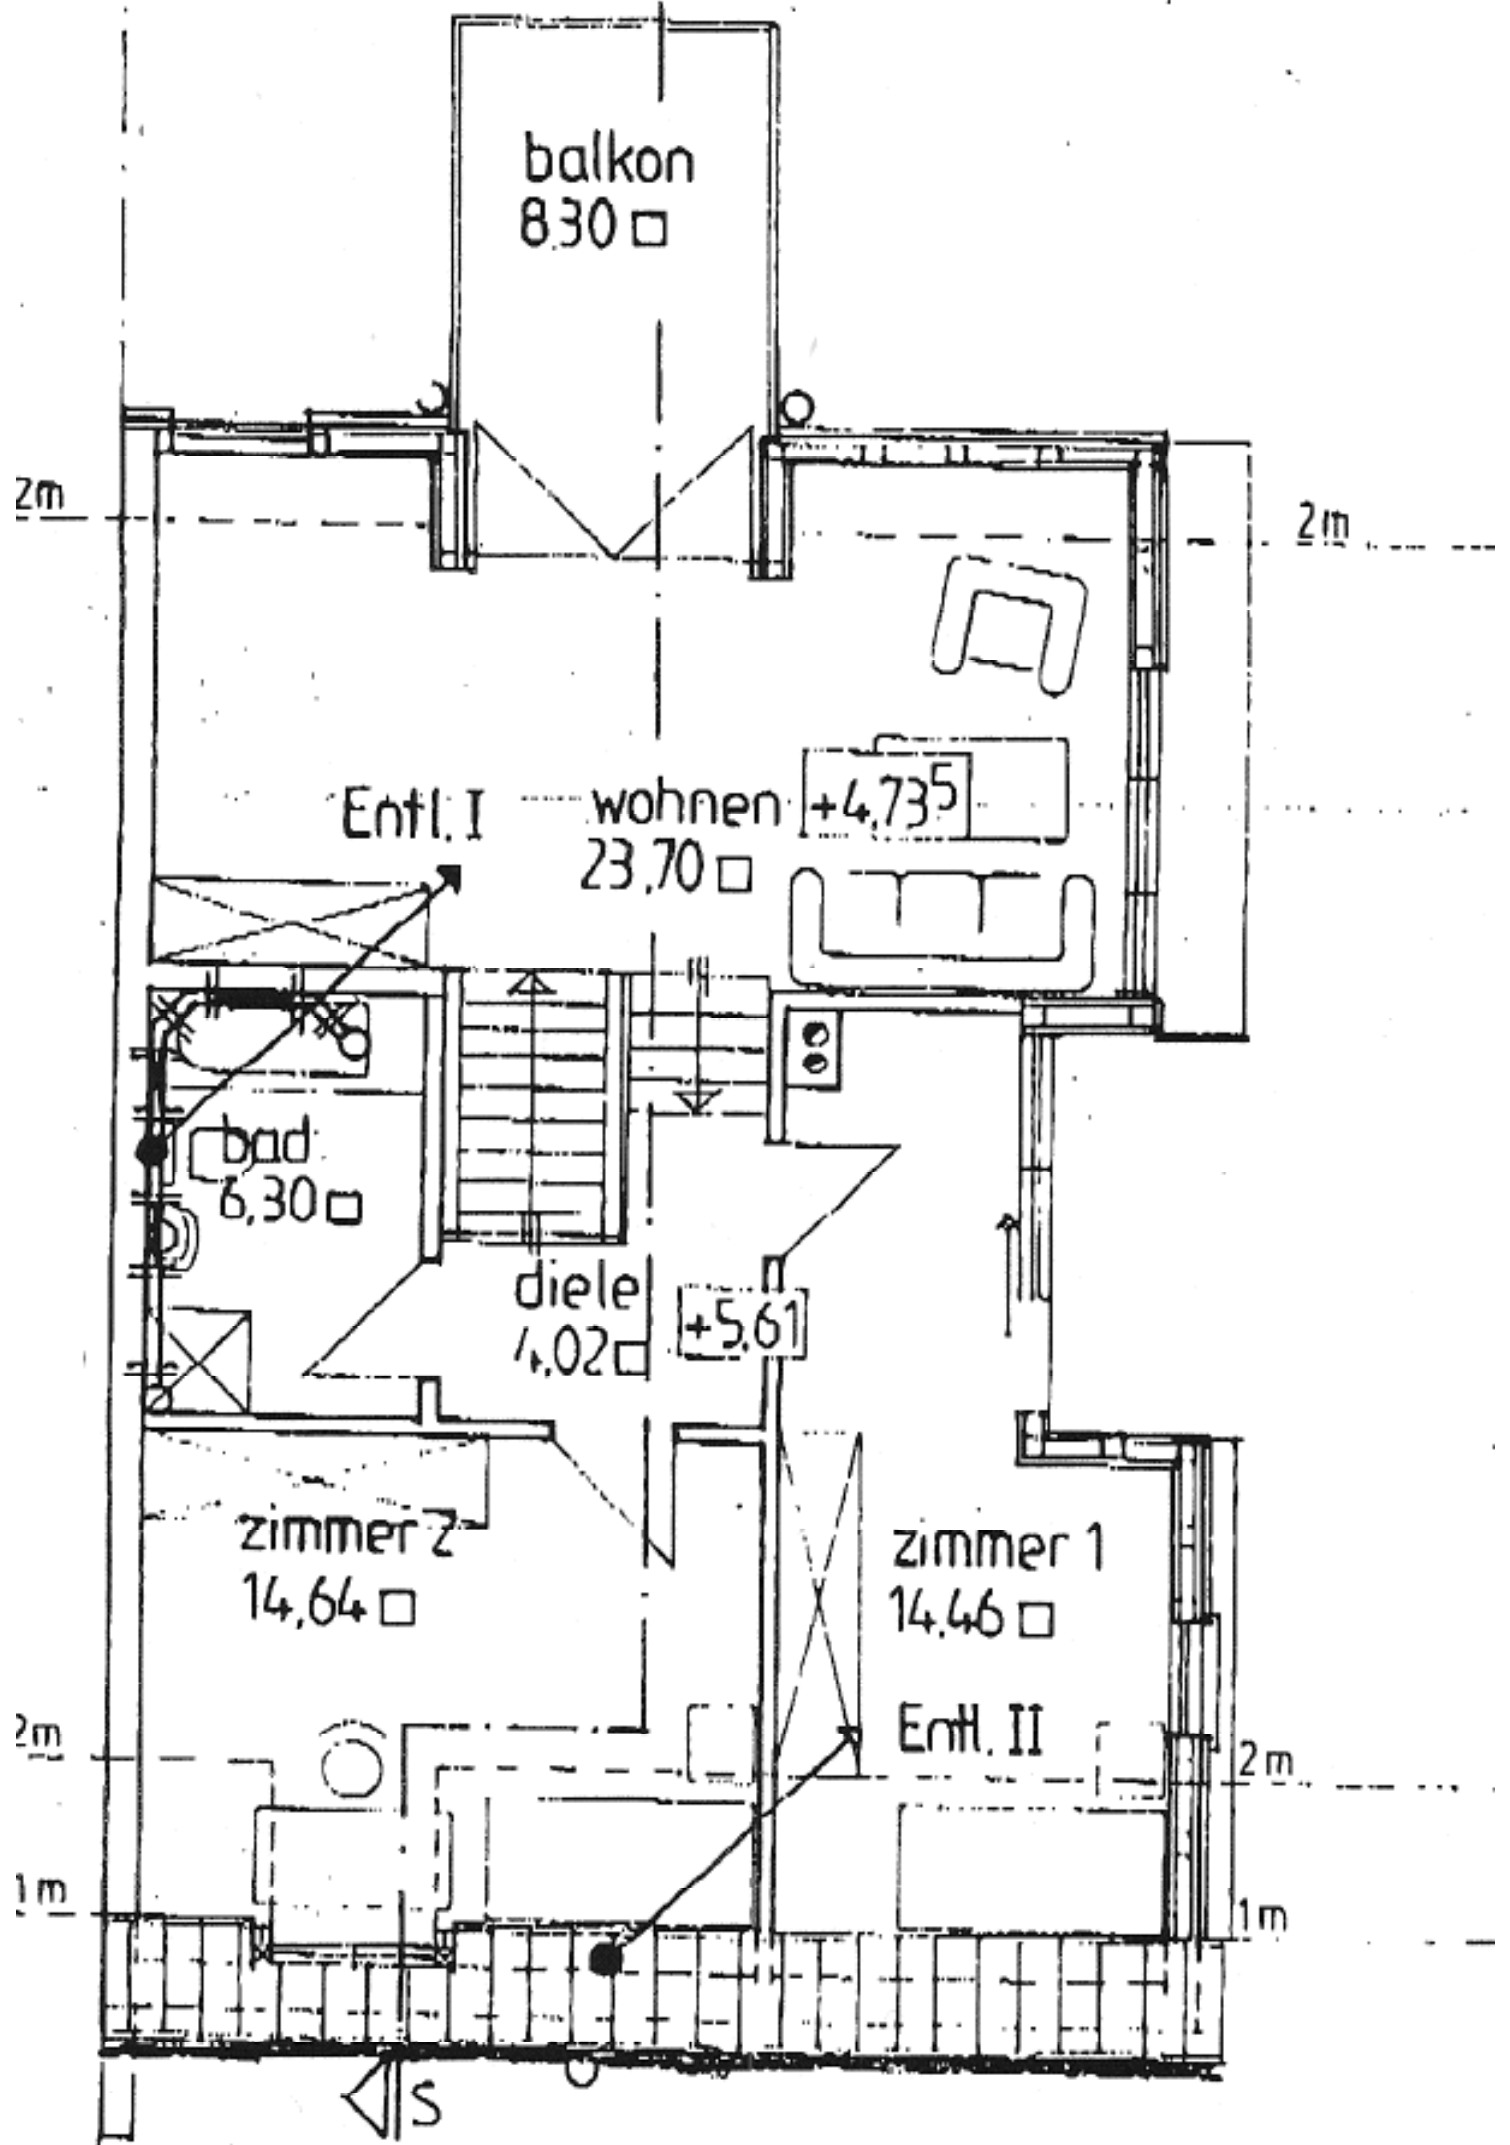 balkon
8.30
2m
2m
Entl. I
wohnen
+4,73⁵
23,70
bad
6,30
diele
4,02
+5,61
zimmer 2
14,64
zimmer 1
14.46
Entl. II
2m
2m
1m
1m
S